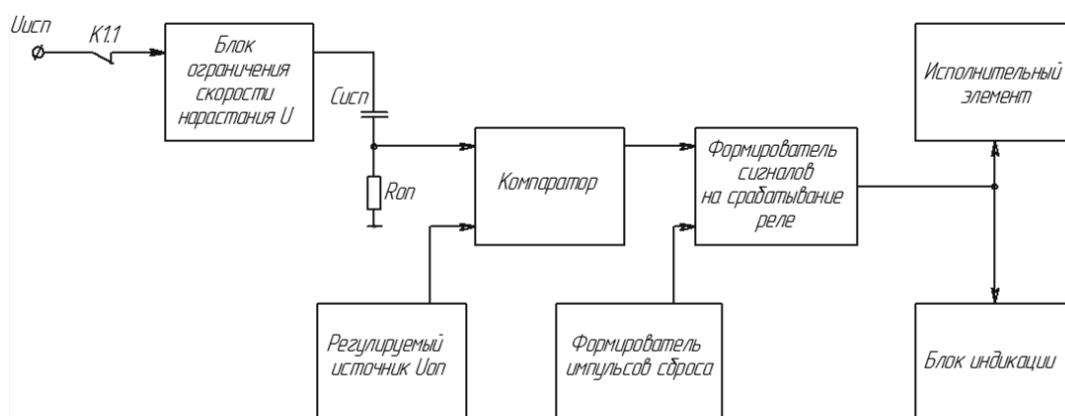 Uисп
К1.1
Блок
ограничения
скорости
нарастания U
Cисп
Rоп
Компаратор
Формирователь
сигналов
на срабатывание
реле
Исполнительный
элемент
Регулируемый
источник Uоп
Формирователь
импульсов сброса
Блок индикации